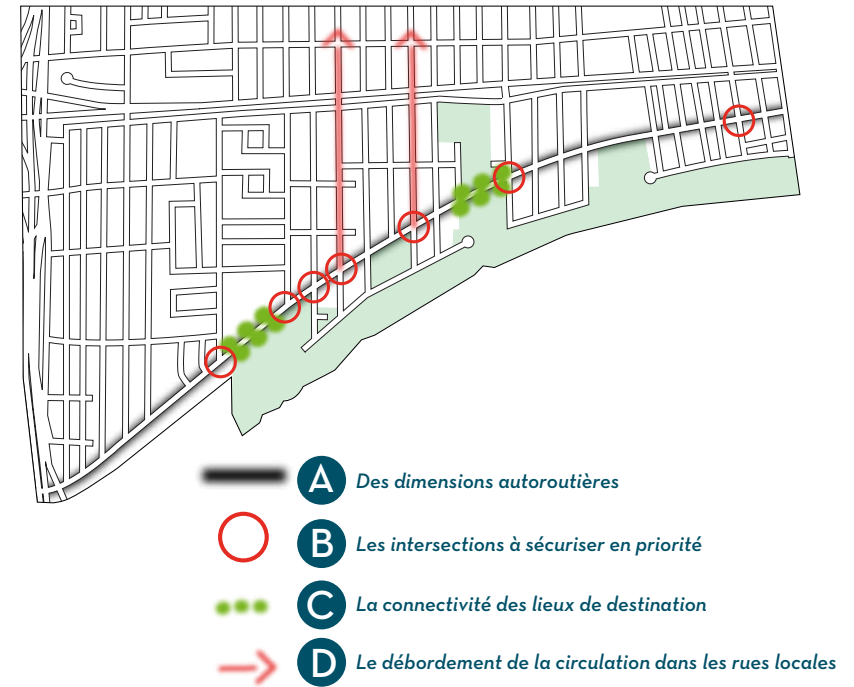 A Des dimensions autoroutières
B Les intersections à sécuriser en priorité
C La connectivité des lieux de destination
D Le débordement de la circulation dans les rues locales